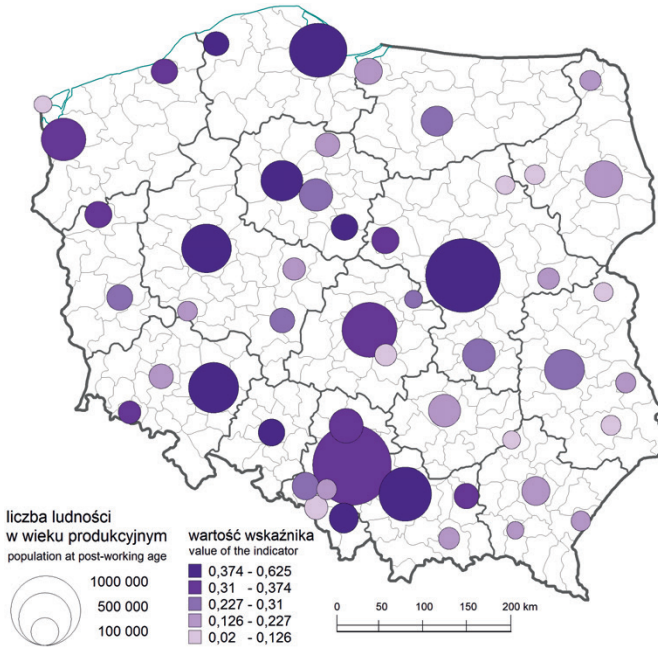 liczba ludności
w wieku produkcyjnym
population at post-working age
1000 000
500 000
100 000
wartość wskaźnika
value of the indicator
0,374 - 0,625
0,31 - 0,374
0,227 - 0,31
0,126 - 0,227
0,02 - 0,126
0 50 100 150 200 km